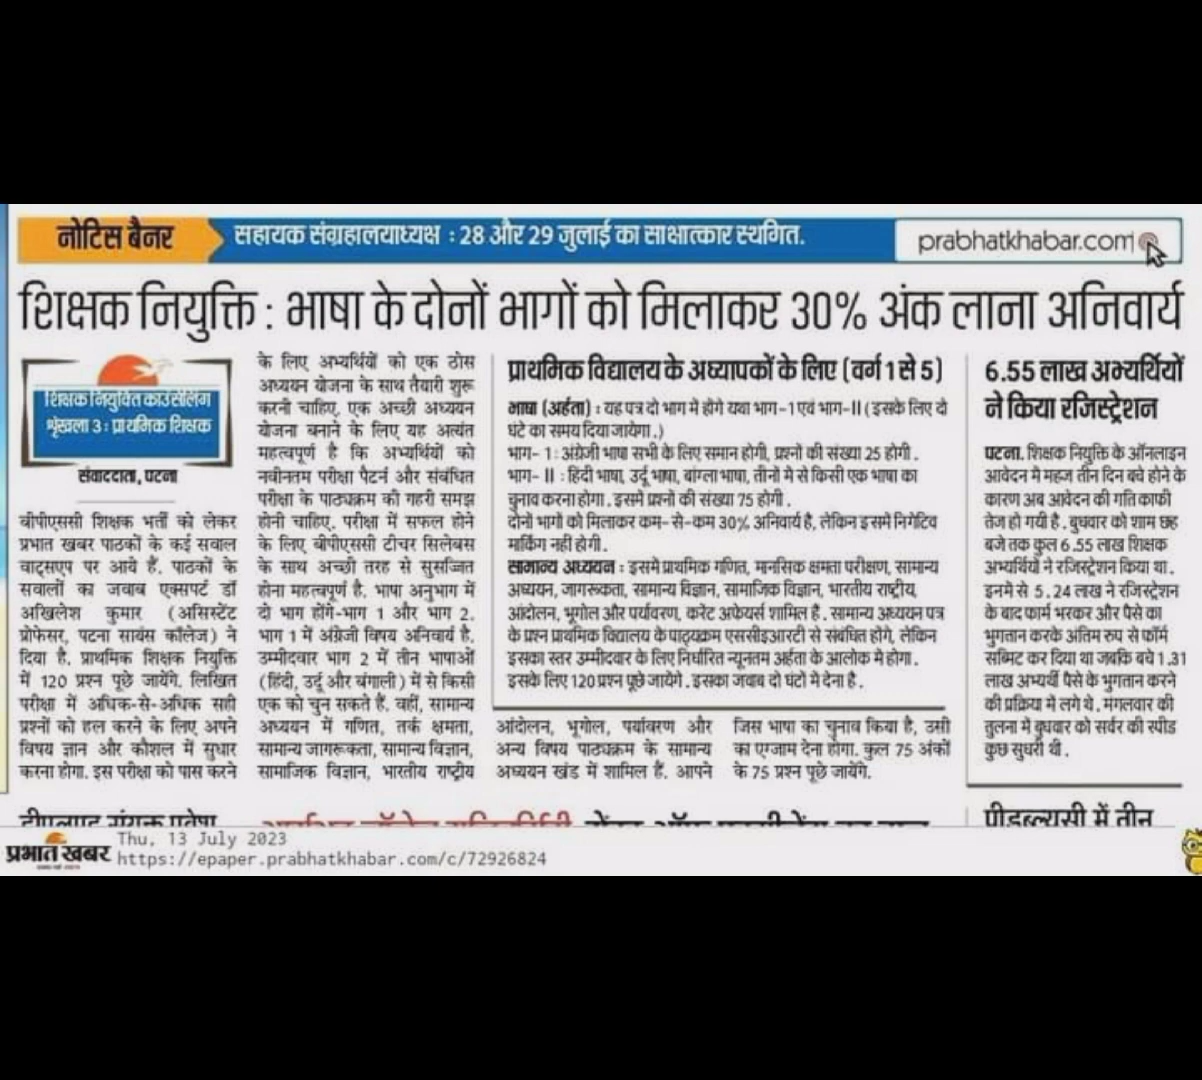 नोटिस बैनर
सहायक संग्रहालयाध्यक्ष : 28 और 29 जुलाई का साक्षात्कार स्थगित.
prabhatkhabar.com
शिक्षक नियुक्ति : भाषा के दोनों भागों को मिलाकर 30% अंक लाना अनिवार्य
शिक्षक नियुक्ति काउंसेलिंग
शृंखला 3 : प्राथमिक शिक्षक
संवाददाता, पटना
बीपीएससी शिक्षक भर्ती को लेकर
प्रभात खबर पाठकों के कई सवाल
वाट्सएप पर आये हैं. पाठकों के
सवालों का जवाब एक्सपर्ट डॉ
अखिलेश कुमार (असिस्टेंट
प्रोफेसर, पटना सायंस कॉलेज) ने
दिया है. प्राथमिक शिक्षक नियुक्ति
में 120 प्रश्न पूछे जायेंगे. लिखित
परीक्षा में अधिक-से-अधिक सही
प्रश्नों को हल करने के लिए अपने
विषय ज्ञान और कौशल में सुधार
करना होगा. इस परीक्षा को पास करने
के लिए अभ्यर्थियों को एक ठोस
अध्ययन योजना के साथ तैयारी शुरू
करनी चाहिए. एक अच्छी अध्ययन
योजना बनाने के लिए यह अत्यंत
महत्वपूर्ण है कि अभ्यर्थियों को
नवीनतम परीक्षा पैटर्न और संबंधित
परीक्षा के पाठ्यक्रम की गहरी समझ
होनी चाहिए. परीक्षा में सफल होने
के लिए बीपीएससी टीचर सिलेबस
के साथ अच्छी तरह से सुसज्जित
होना महत्वपूर्ण है. भाषा अनुभाग में
दो भाग होंगे-भाग 1 और भाग 2.
भाग 1 में अंग्रेजी विषय अनिवार्य है.
उम्मीदवार भाग 2 में तीन भाषाओं
(हिंदी, उर्दू और बंगाली) में से किसी
एक को चुन सकते हैं. वहीं, सामान्य
अध्ययन में गणित, तर्क क्षमता,
सामान्य जागरूकता, सामान्य विज्ञान,
सामाजिक विज्ञान, भारतीय राष्ट्रीय
प्राथमिक विद्यालय के अध्यापकों के लिए (वर्ग 1 से 5)
भाषा (अर्हता) : यह पत्र दो भाग में होंगे यथा भाग-1 एवं भाग-II (इसके लिए दो
घंटे का समय दिया जायेगा.)
भाग- 1 : अंग्रेजी भाषा सभी के लिए समान होगी, प्रश्नों की संख्या 25 होगी.
भाग- II : हिंदी भाषा, उर्दू भाषा, बांग्ला भाषा, तीनों में से किसी एक भाषा का
चुनाव करना होगा. इसमें प्रश्नों की संख्या 75 होगी.
दोनों भागों को मिलाकर कम-से-कम 30% अनिवार्य है, लेकिन इसमें निगेटिव
मार्किंग नहीं होगी.
सामान्य अध्ययन : इसमें प्राथमिक गणित, मानसिक क्षमता परीक्षण, सामान्य
अध्ययन, जागरूकता, सामान्य विज्ञान, सामाजिक विज्ञान, भारतीय राष्ट्रीय
आंदोलन, भूगोल और पर्यावरण, करेंट अफेयर्स शामिल है. सामान्य अध्ययन पत्र
के प्रश्न प्राथमिक विद्यालय के पाठ्यक्रम एससीइआरटी से संबंधित होंगे, लेकिन
इसका स्तर उम्मीदवार के लिए निर्धारित न्यूनतम अर्हता के आलोक में होगा.
इसके लिए 120 प्रश्न पूछे जायेंगे. इसका जवाब दो घंटों में देना है.
आंदोलन, भूगोल, पर्यावरण और
अन्य विषय पाठ्यक्रम के सामान्य
अध्ययन खंड में शामिल हैं. आपने
जिस भाषा का चुनाव किया है, उसी
का एग्जाम देना होगा. कुल 75 अंकों
के 75 प्रश्न पूछे जायेंगे.
6.55 लाख अभ्यर्थियों
ने किया रजिस्ट्रेशन
पटना. शिक्षक नियुक्ति के ऑनलाइन
आवेदन में महज तीन दिन बचे होने के
कारण अब आवेदन की गति काफी
तेज हो गयी है. बुधवार को शाम छह
बजे तक कुल 6.55 लाख शिक्षक
अभ्यर्थियों ने रजिस्ट्रेशन किया था.
इनमें से 5.24 लाख ने रजिस्ट्रेशन
के बाद फार्म भरकर और पैसे का
भुगतान करके अंतिम रुप से फॉर्म
सब्मिट कर दिया था जबकि बचे 1.31
लाख अभ्यर्थी पैसे के भुगतान करने
की प्रक्रिया में लगे थे. मंगलवार की
तुलना में बुधवार को सर्वर की स्पीड
कुछ सुधरी थी.
पीडब्ल्यूसी में तीन
प्रभात खबर
Thu, 13 July 2023
https://epaper.prabhatkhabar.com/c/72926824